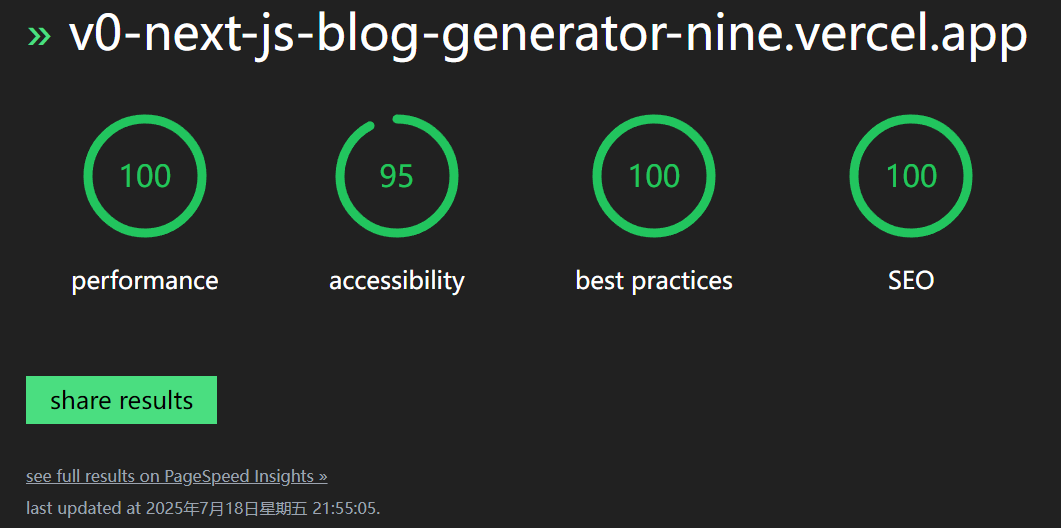 » v0-next-js-blog-generator-nine.vercel.app
100 95 100 100
performance accessibility best practices SEO
share results
see full results on PageSpeed Insights »
last updated at 2025年7月18日星期五 21:55:05.